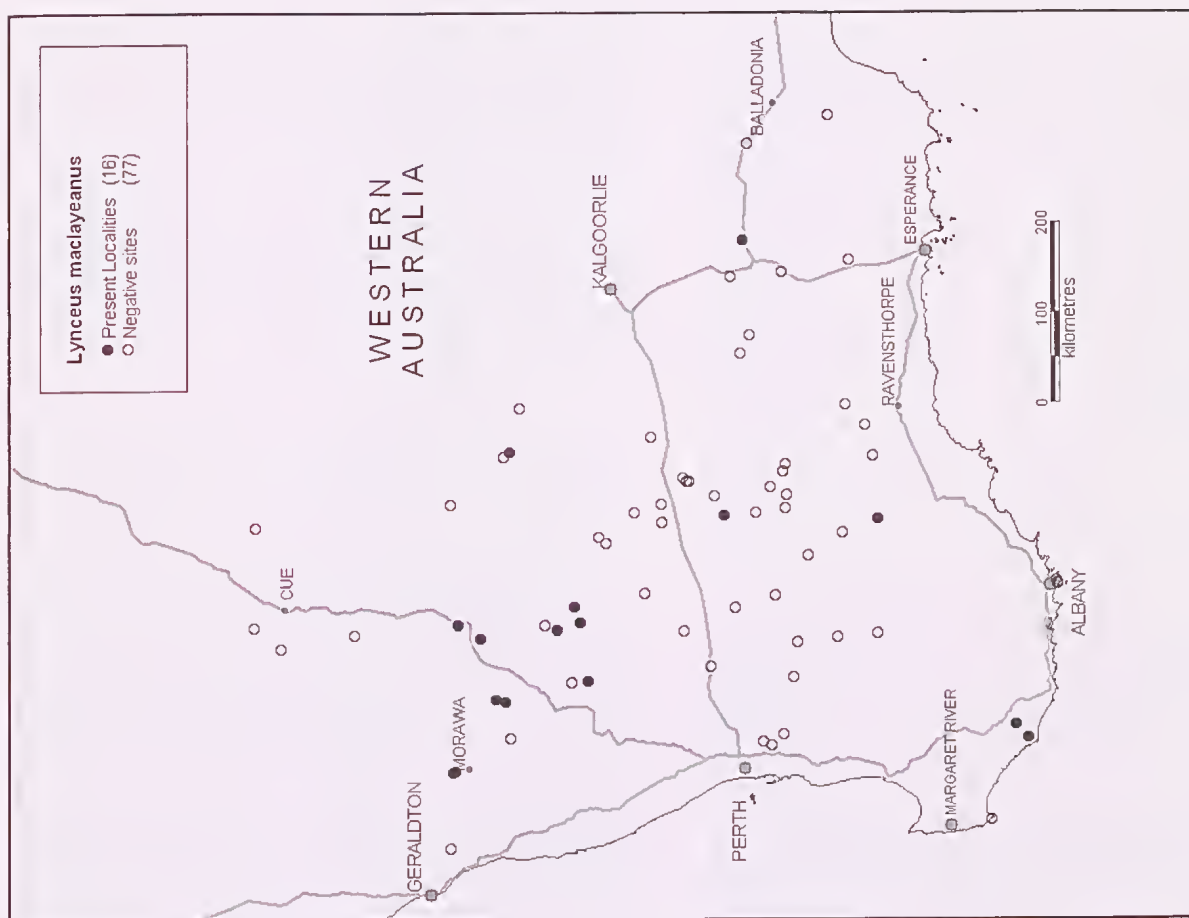 Lynceus maclayeanus
● Present Localities (16)
○ Negative sites (77)
WESTERN
AUSTRALIA
CUE
KALGOORLIE
BALLADONIA
MORAWA
GERALDTON
PERTH
RAVENSTHORPE
ESPERANCE
MARGARET RIVER
ALBANY
0 100 200
kilometres